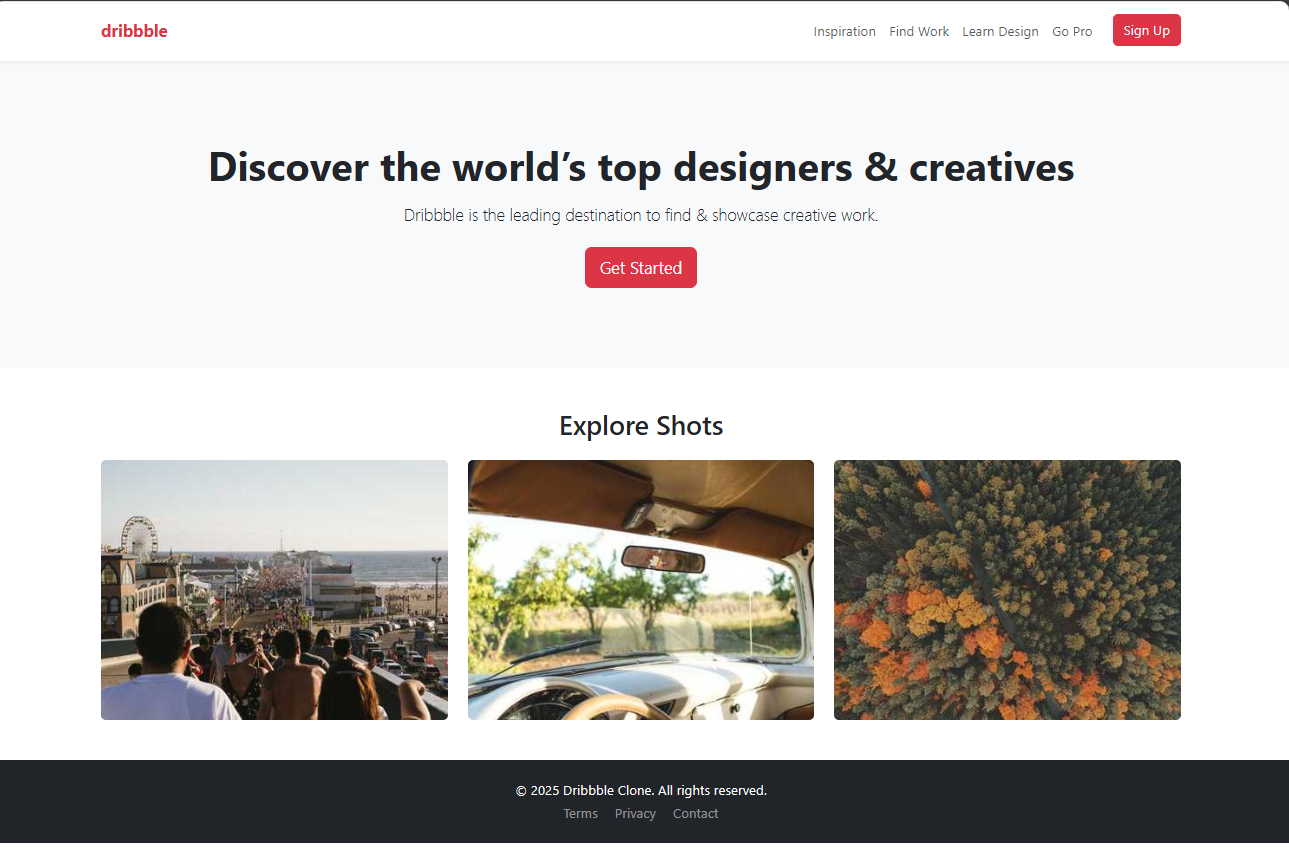 dribbble
Inspiration Find Work Learn Design Go Pro Sign Up
Discover the world’s top designers & creatives
Dribbble is the leading destination to find & showcase creative work.
Get Started
Explore Shots
© 2025 Dribbble Clone. All rights reserved.
Terms Privacy Contact